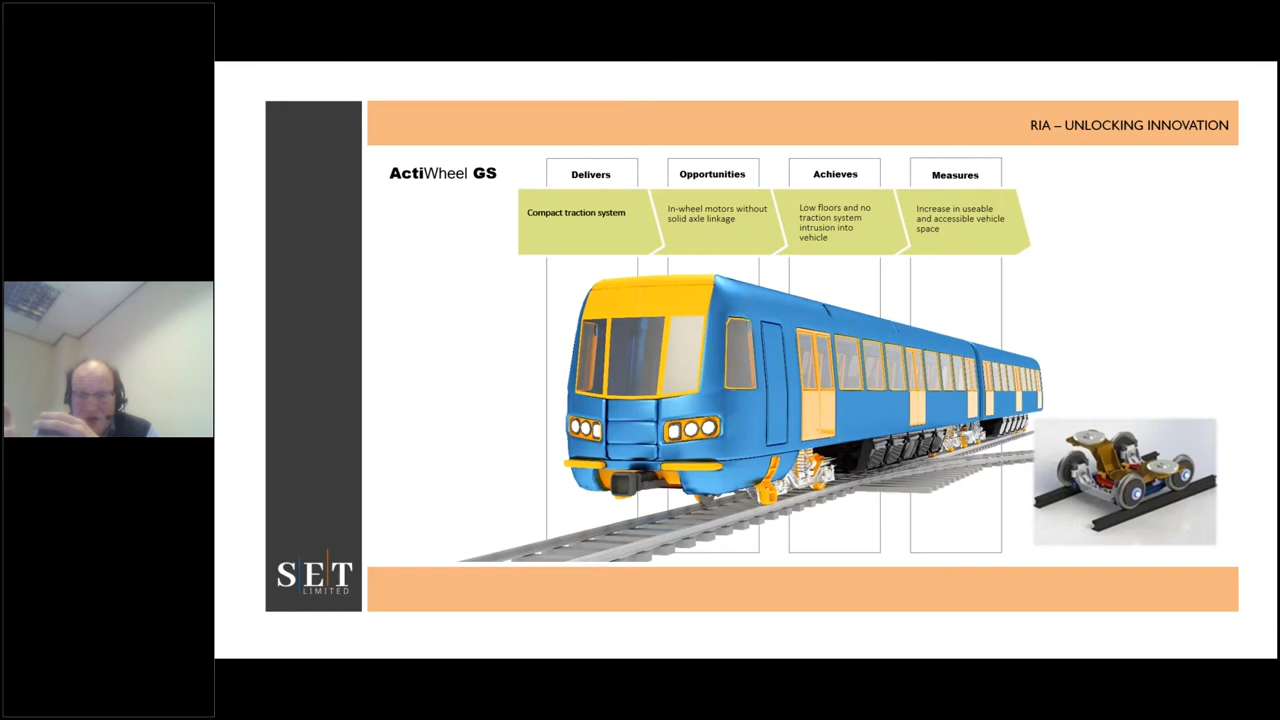 RIA – UNLOCKING INNOVATION
ActiWheel GS
Delivers
Opportunities
Achieves
Measures
Compact traction system
In-wheel motors without
solid axle linkage
Low floors and no
traction system
intrusion into
vehicle
Increase in useable
and accessible vehicle
space
SET
LIMITED